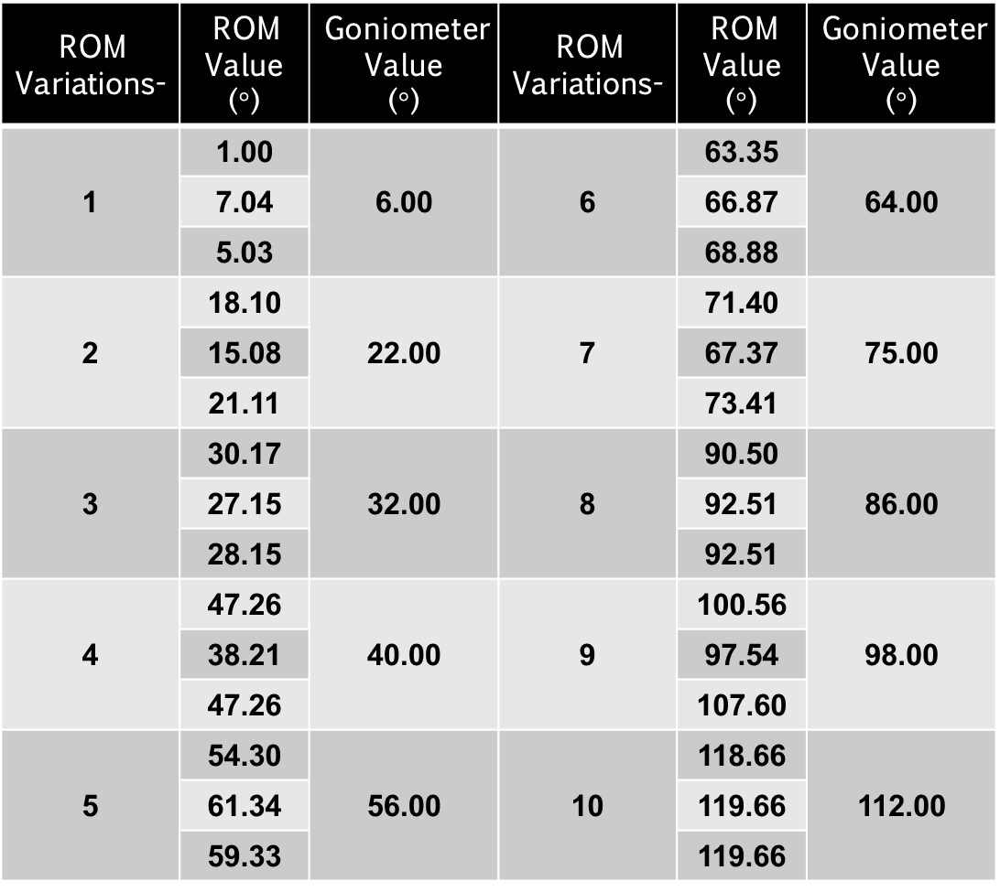 ROM Variations- ROM Value (°) Goniometer Value (°) ROM Variations- ROM Value (°) Goniometer Value (°)
1 1.00 6.00 6 63.35 64.00
7.04 66.87
5.03 68.88
2 18.10 22.00 7 71.40 75.00
15.08 67.37
21.11 73.41
3 30.17 32.00 8 90.50 86.00
27.15 92.51
28.15 92.51
4 47.26 40.00 9 100.56 98.00
38.21 97.54
47.26 107.60
5 54.30 56.00 10 118.66 112.00
61.34 119.66
59.33 119.66